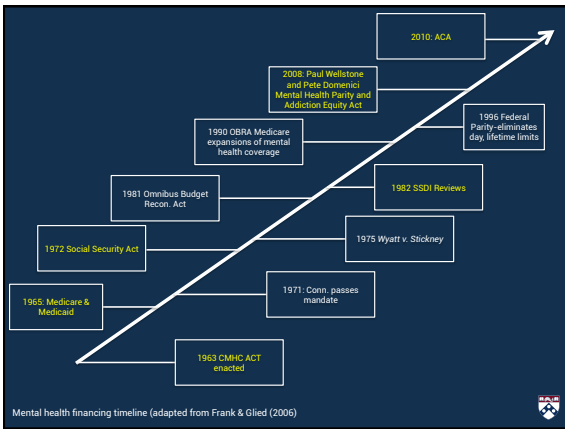 2010: ACA
2008: Paul Wellstone
and Pete Domenici
Mental Health Parity and
Addiction Equity Act
1996 Federal
Parity-eliminates
day, lifetime limits
1990 OBRA Medicare
expansions of mental
health coverage
1982 SSDI Reviews
1981 Omnibus Budget
Recon. Act
1975 Wyatt v. Stickney
1972 Social Security Act
1971: Conn. passes
mandate
1965: Medicare &
Medicaid
1963 CMHC ACT
enacted
Mental health financing timeline (adapted from Frank & Glied (2006)